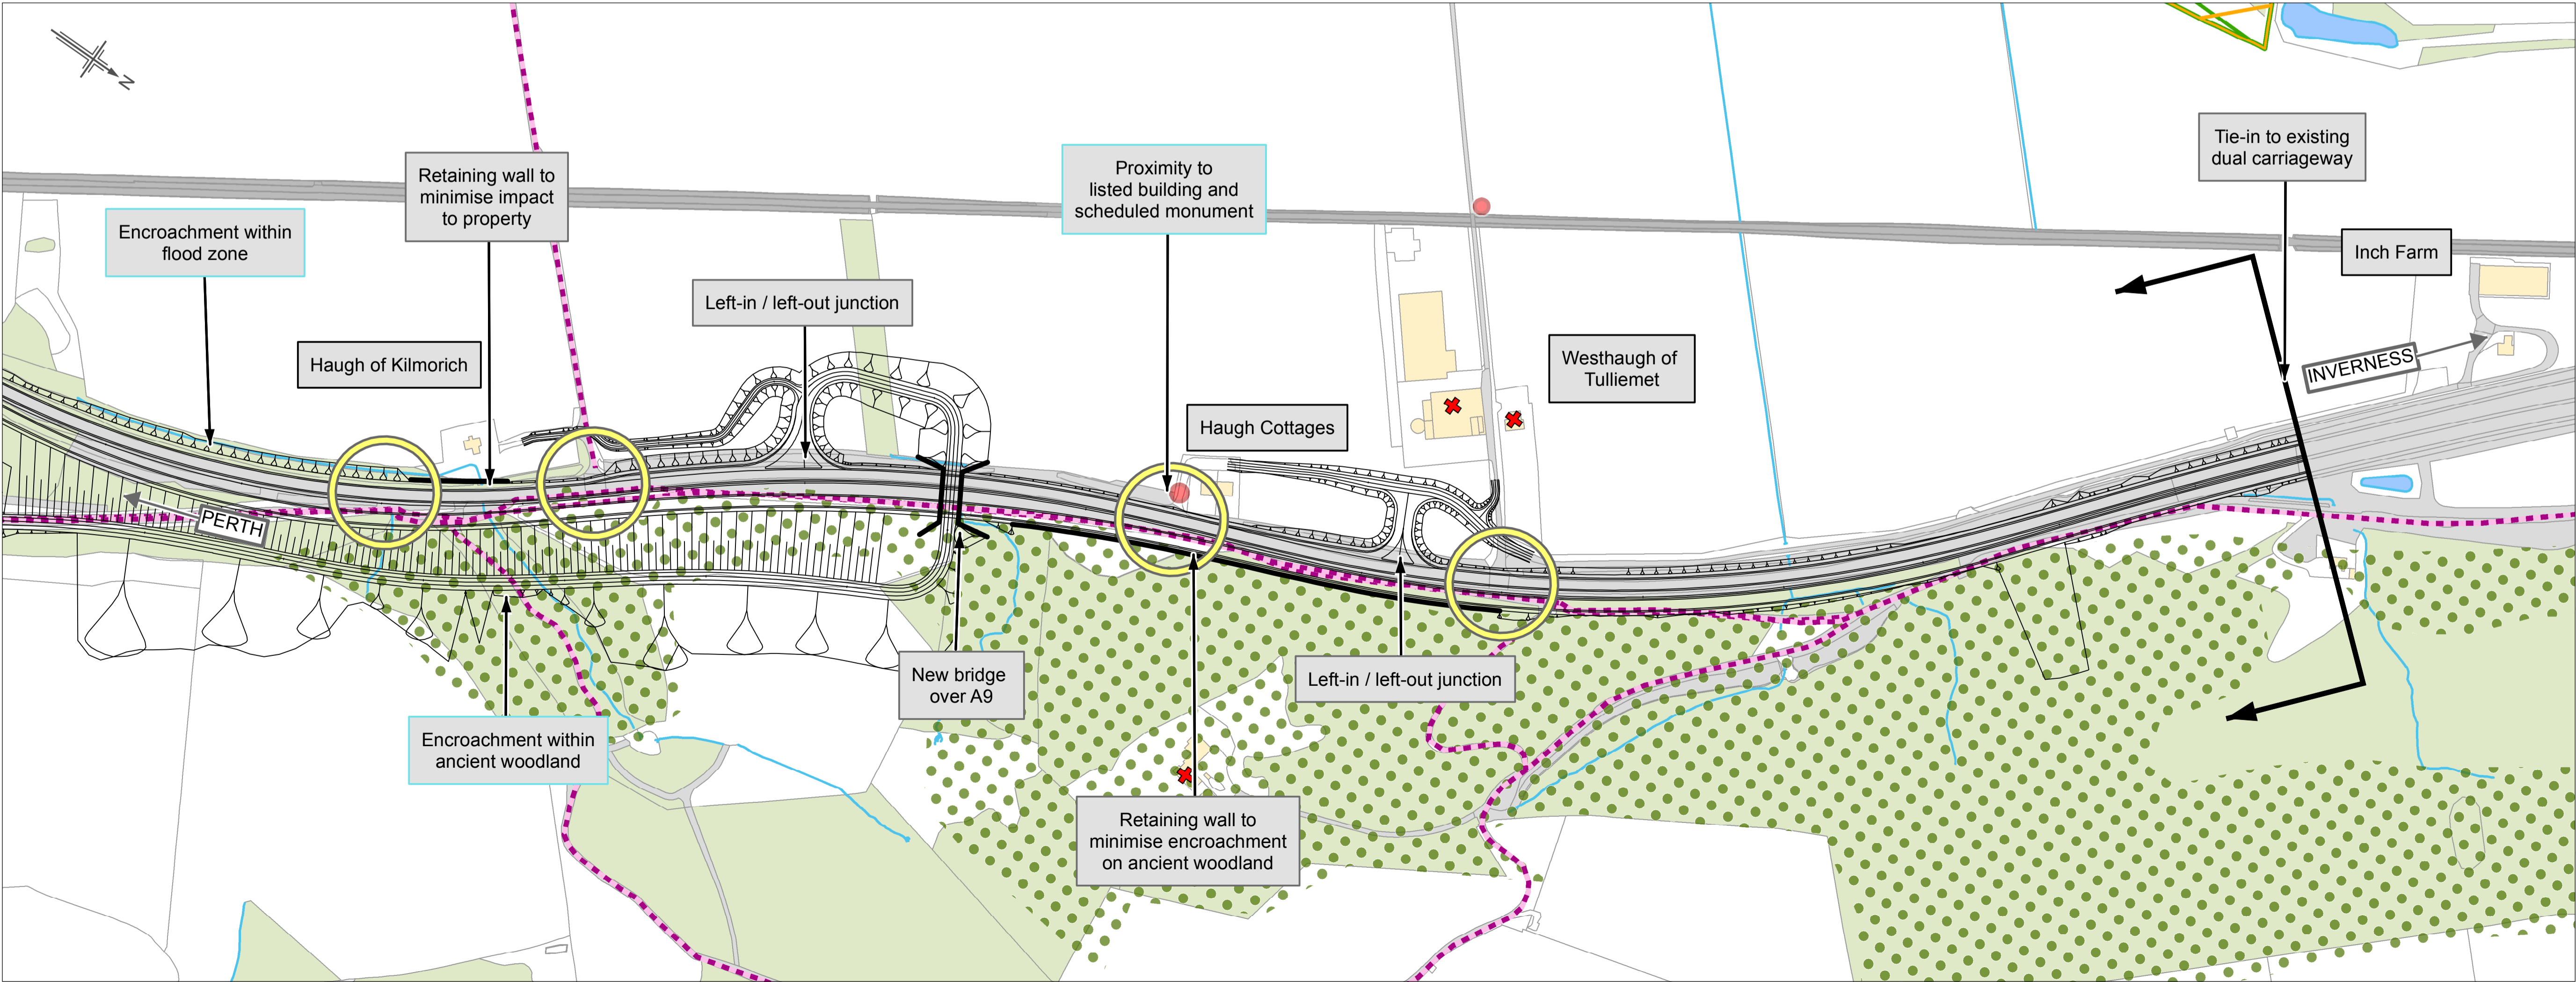 N
Encroachment within
flood zone
Retaining wall to
minimise impact
to property
Haugh of Kilmorich
Left-in / left-out junction
Proximity to
listed building and
scheduled monument
Haugh Cottages
Westhaugh of
Tulliemet
Tie-in to existing
dual carriageway
Inch Farm
INVERNESS
PERTH
Encroachment within
ancient woodland
New bridge
over A9
Retaining wall to
minimise encroachment
on ancient woodland
Left-in / left-out junction